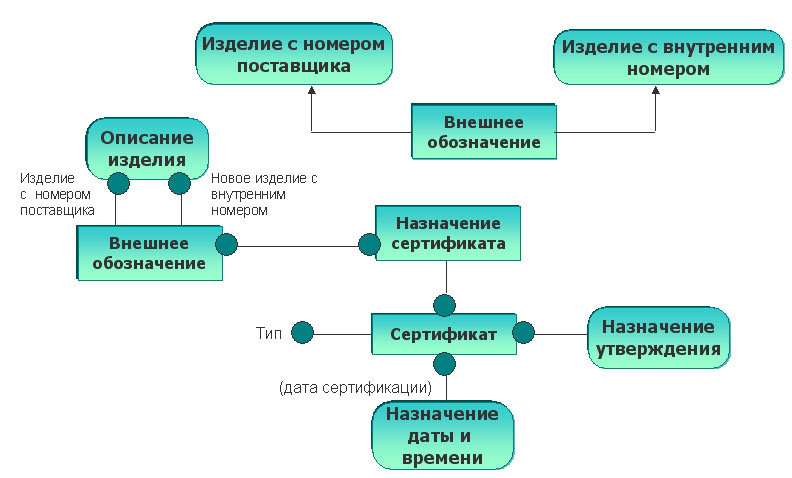 Изделие с номером
поставщика
Изделие с внутренним
номером
Внешнее
обозначение
Описание
изделия
Изделие
с номером
поставщика
Новое изделие с
внутренним
номером
Внешнее
обозначение
Назначение
сертификата
Тип
Сертификат
Назначение
утверждения
(дата сертификации)
Назначение
даты и
времени